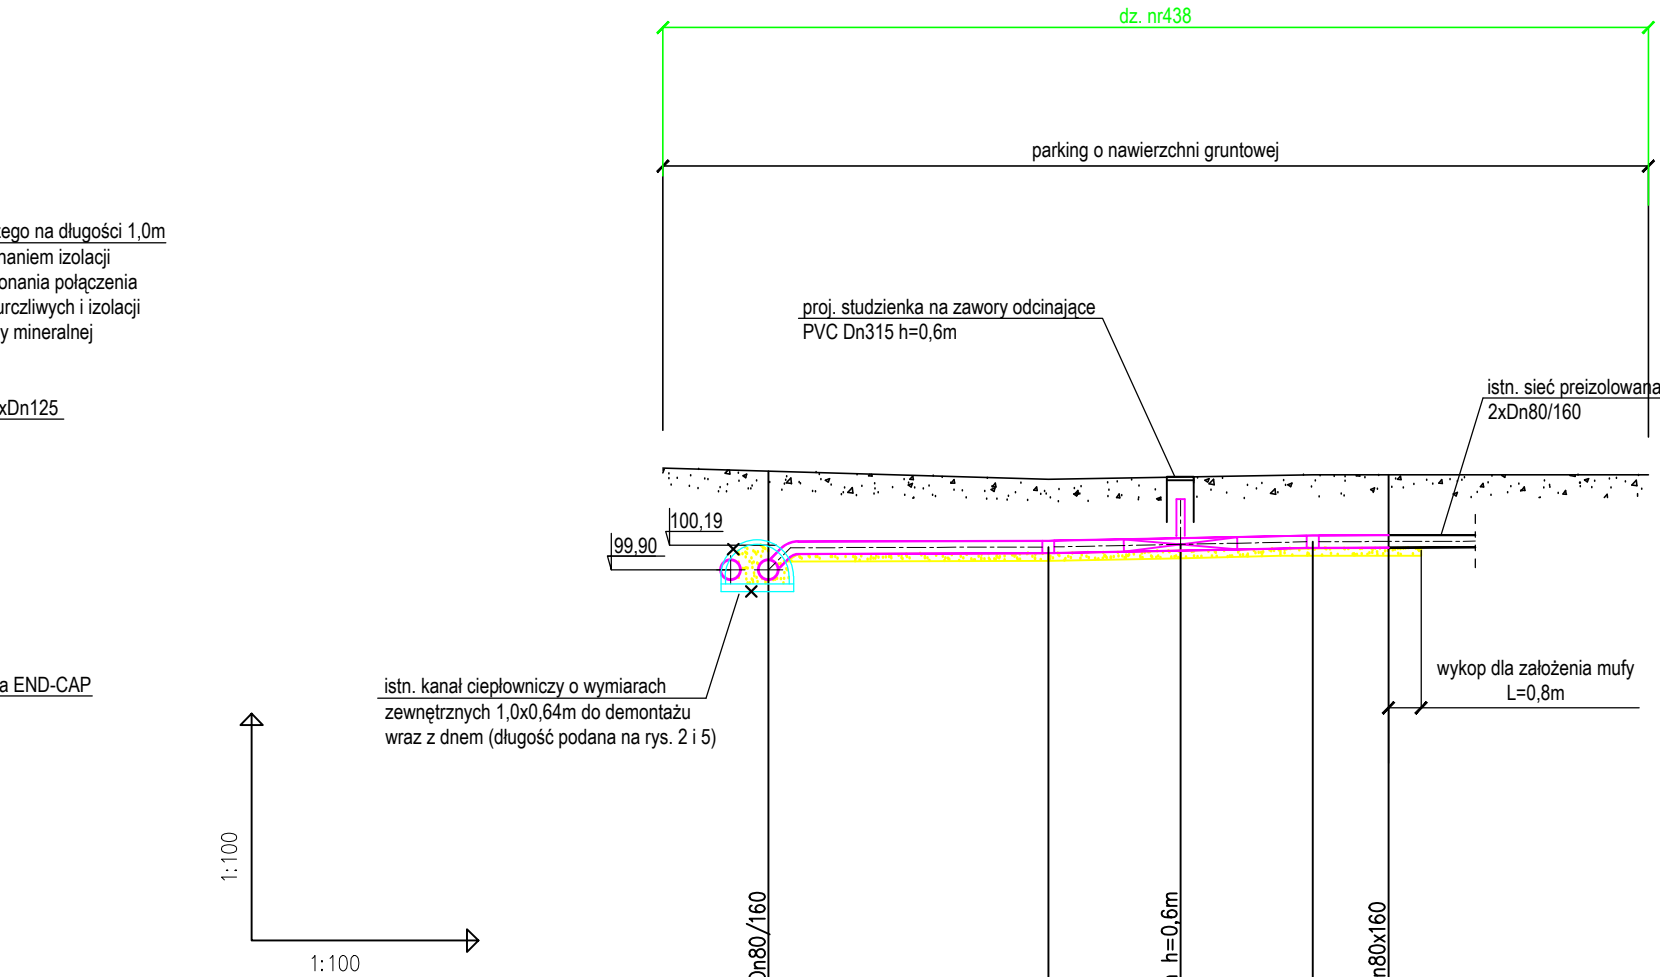 dz. nr438
parking o nawierzchni gruntowej
zego na długości 1,0m
naniem izolacji
onania połączenia
urczliwych i izolacji
y mineralnej
xDn125
a END-CAP
proj. studzienka na zawory odcinające
PVC Dn315 h=0,6m
istn. sieć preizolowana
2xDn80/160
100,19
99,90
istn. kanał ciepłowniczy o wymiarach
zewnętrznych 1,0x0,64m do demontażu
wraz z dnem (długość podana na rys. 2 i 5)
wykop dla założenia mufy
L=0,8m
1:100
1:100
Dn80/160
h=0,6m
n80x160